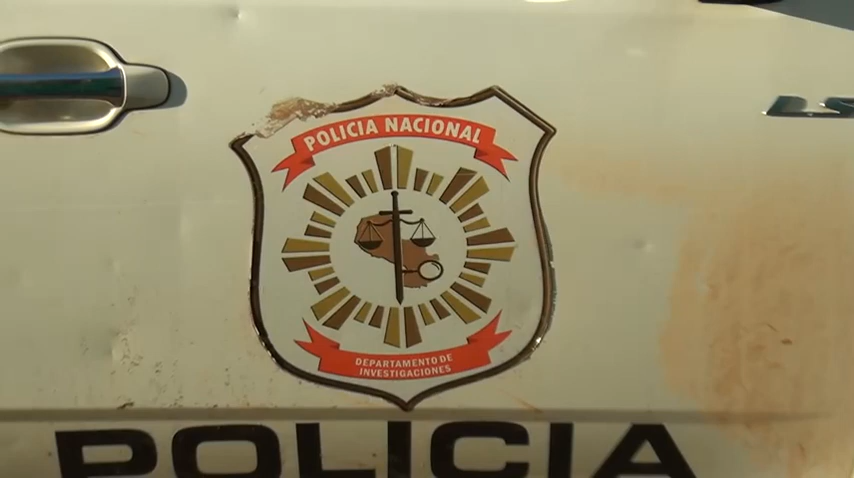 POLICIA NACIONAL
DEPARTAMENTO DE
INVESTIGACIONES
POLICIA